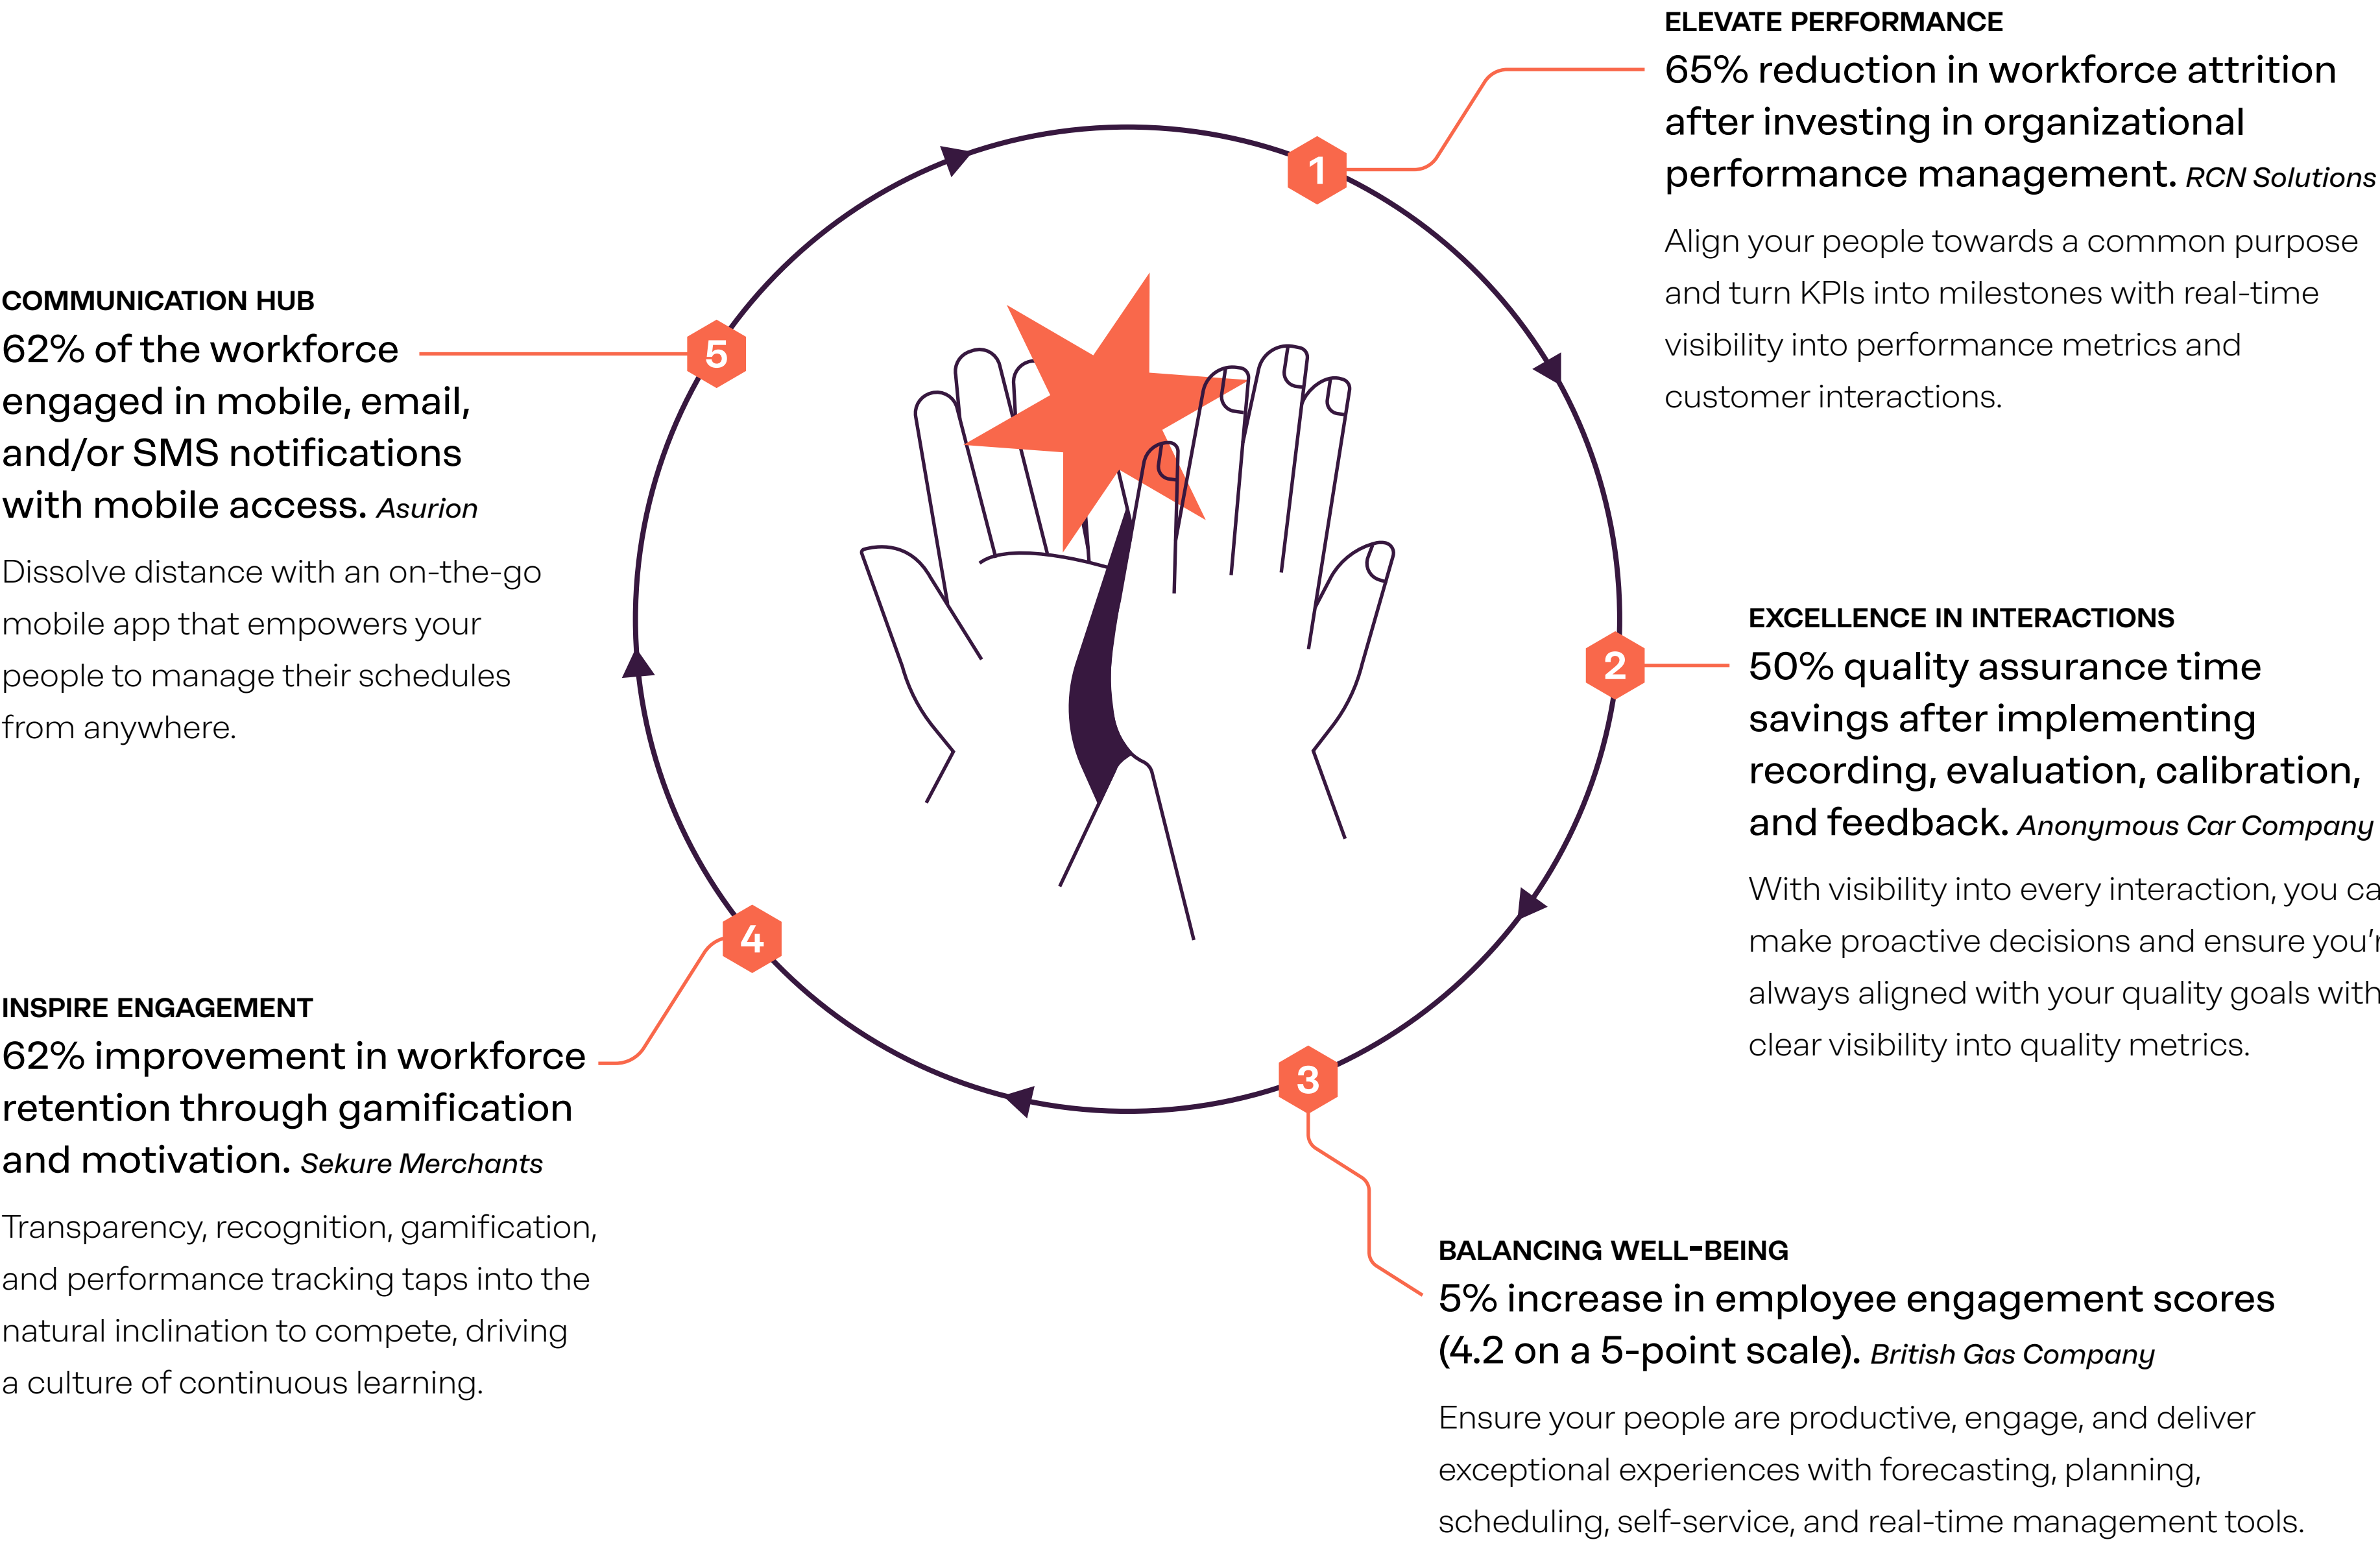 ELEVATE PERFORMANCE
65% reduction in workforce attrition
after investing in organizational
performance management. RCN Solutions
Align your people towards a common purpose
and turn KPIs into milestones with real-time
visibility into performance metrics and
customer interactions.
1
EXCELLENCE IN INTERACTIONS
50% quality assurance time
savings after implementing
recording, evaluation, calibration,
and feedback. Anonymous Car Company
With visibility into every interaction, you
make proactive decisions and ensure
always aligned with your quality goals with
clear visibility into quality metrics.
2
BALANCING WELL-BEING
5% increase in employee engagement scores
(4.2 on a 5-point scale). British Gas Company
Ensure your people are productive, engage, and deliver
exceptional experiences with forecasting, planning,
scheduling, self-service, and real-time management tools.
3
INSPIRE ENGAGEMENT
62% improvement in workforce
retention through gamification
and motivation. Sekure Merchants
Transparency, recognition, gamification,
and performance tracking taps into the
natural inclination to compete, driving
a culture of continuous learning.
4
COMMUNICATION HUB
62% of the workforce
engaged in mobile, email,
and/or SMS notifications
with mobile access. Asurion
Dissolve distance with an on-the-go
mobile app that empowers your
people to manage their schedules
from anywhere.
5